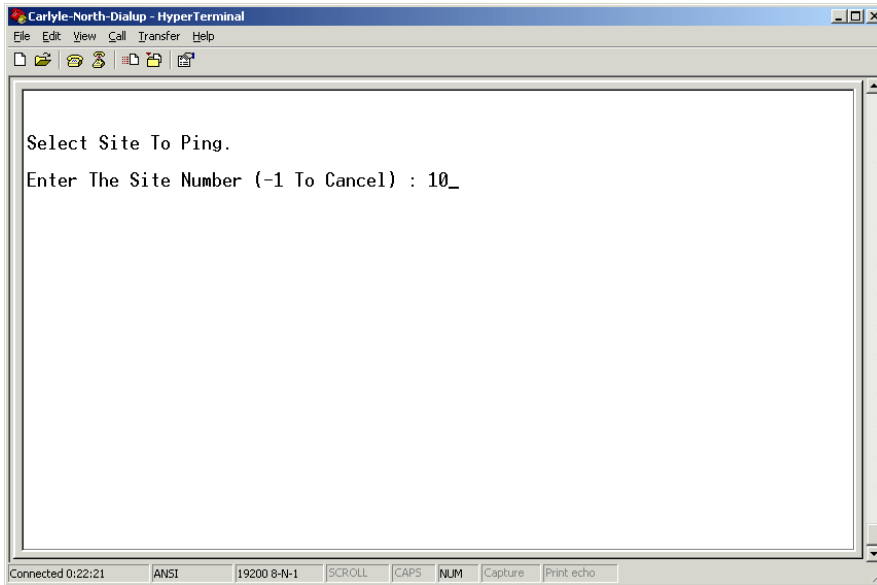 Carlyle-North-Dialup - HyperTerminal
File Edit View Call Transfer Help
Select Site To Ping.
Enter The Site Number (-1 To Cancel) : 10_
Connected 0:22:21 ANSI 19200 8-N-1 SCROLL CAPS NUM Capture Print echo